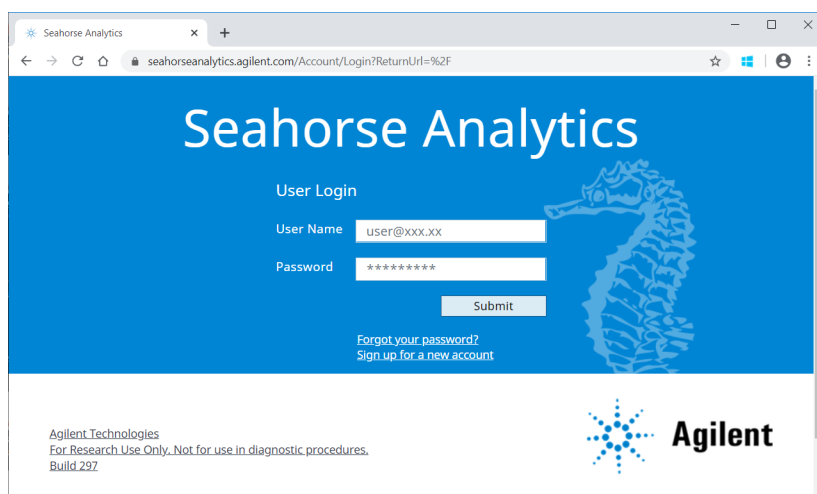 Seahorse Analytics
seahorseanalytics.agilent.com/Account/Login?ReturnUrl=%2F
Seahorse Analytics
User Login
User Name user@xxx.xx
Password *********
Submit
Forgot your password?
Sign up for a new account
Agilent Technologies
For Research Use Only. Not for use in diagnostic procedures.
Build 297
Agilent